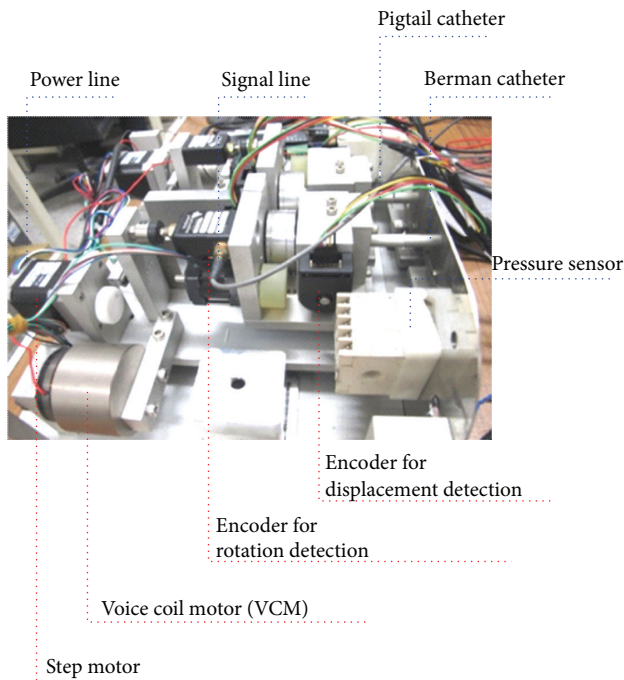 Pigtail catheter
Power line
Signal line
Berman catheter
Pressure sensor
Encoder for
displacement detection
Encoder for
rotation detection
Voice coil motor (VCM)
Step motor